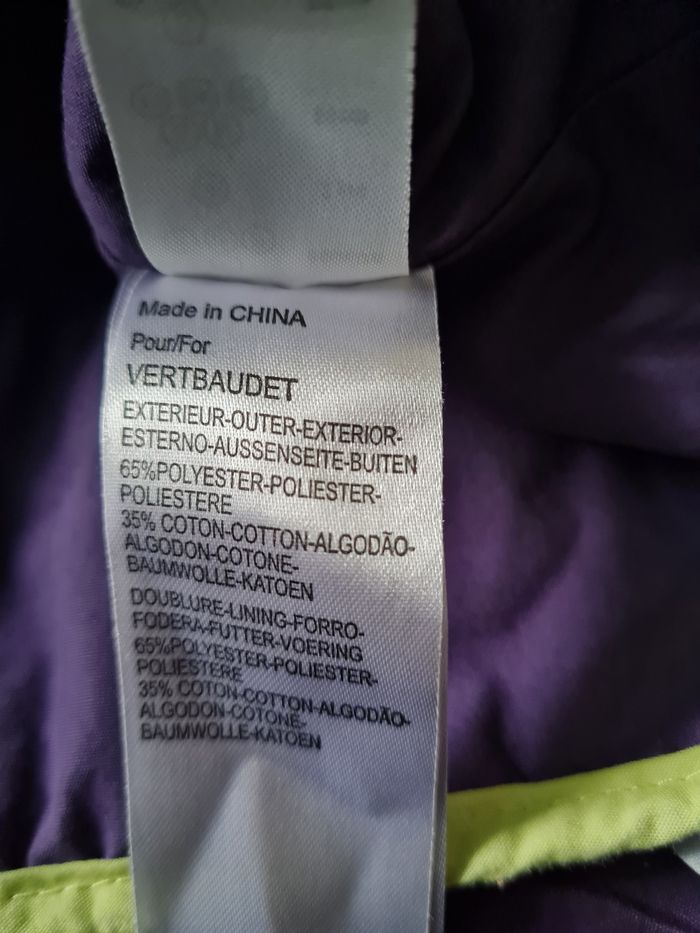 Made in CHINA
Pour/For
VERTBAUDET
EXTERIEUR-OUTER-EXTERIOR-
ESTERNO-AUSSENSEITE-BUITEN
65%POLYESTER-POLIESTER-
POLIESTERE
35% COTON-COTTON-ALGODÃO-
ALGODON-COTONE-
BAUMWOLLE-KATOEN
DOUBLURE-LINING-FORRO-
FODERA-FUTTER-VOERING
65%POLYESTER-POLIESTER-
POLIESTERE
35% COTON-COTTON-ALGODÃO-
ALGODON-COTONE-
BAUMWOLLE-KATOEN